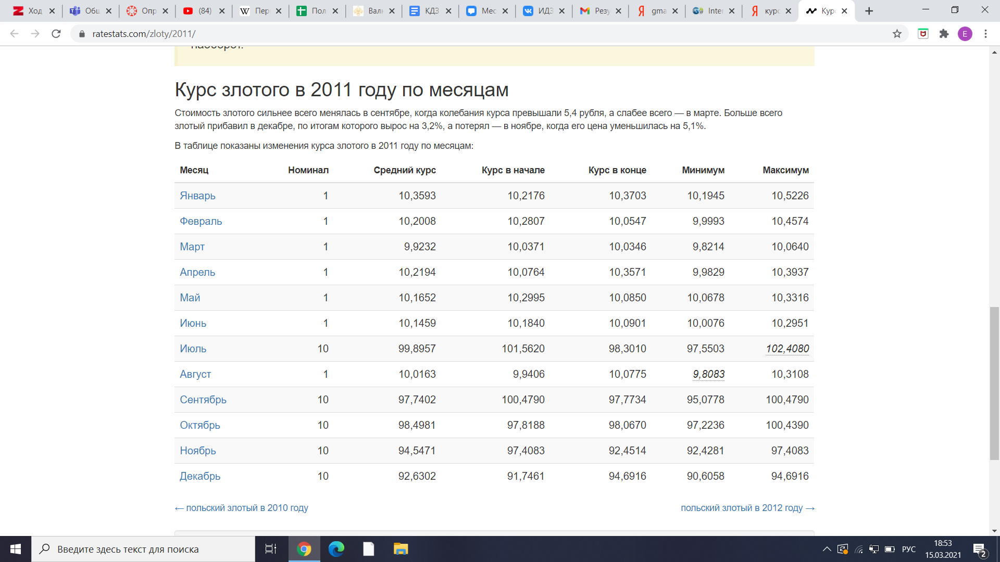 Ход
Общ
Опр
(84)
W Пер
Пол
Валю
КДЗ
Мес
ИДЗ
Резу
Я gma
Inter
Я курс
Курс
ratestats.com/zloty/2011/
E
Курс злотого в 2011 году по месяцам
Стоимость злотого сильнее всего менялась в сентябре, когда колебания курса превышали 5,4 рубля, а слабее всего — в марте. Больше всего
злотый прибавил в декабре, по итогам которого вырос на 3,2%, а потерял — в ноябре, когда его цена уменьшилась на 5,1%.
В таблице показаны изменения курса злотого в 2011 году по месяцам:
Месяц Номинал Средний курс Курс в начале Курс в конце Минимум Максимум
Январь 1 10,3593 10,2176 10,3703 10,1945 10,5226
Февраль 1 10,2008 10,2807 10,0547 9,9993 10,4574
Март 1 9,9232 10,0371 10,0346 9,8214 10,0640
Апрель 1 10,2194 10,0764 10,3571 9,9829 10,3937
Май 1 10,1652 10,2995 10,0850 10,0678 10,3316
Июнь 1 10,1459 10,1840 10,0901 10,0076 10,2951
Июль 10 99,8957 101,5620 98,3010 97,5503 102,4080
Август 1 10,0163 9,9406 10,0775 9,8083 10,3108
Сентябрь 10 97,7402 100,4790 97,7734 95,0778 100,4790
Октябрь 10 98,4981 97,8188 98,0670 97,2236 100,4390
Ноябрь 10 94,5471 97,4083 92,4514 92,4281 97,4083
Декабрь 10 92,6302 91,7461 94,6916 90,6058 94,6916
← польский злотый в 2010 году
польский злотый в 2012 году →
Введите здесь текст для поиска
РУС
18:53
15.03.2021
2